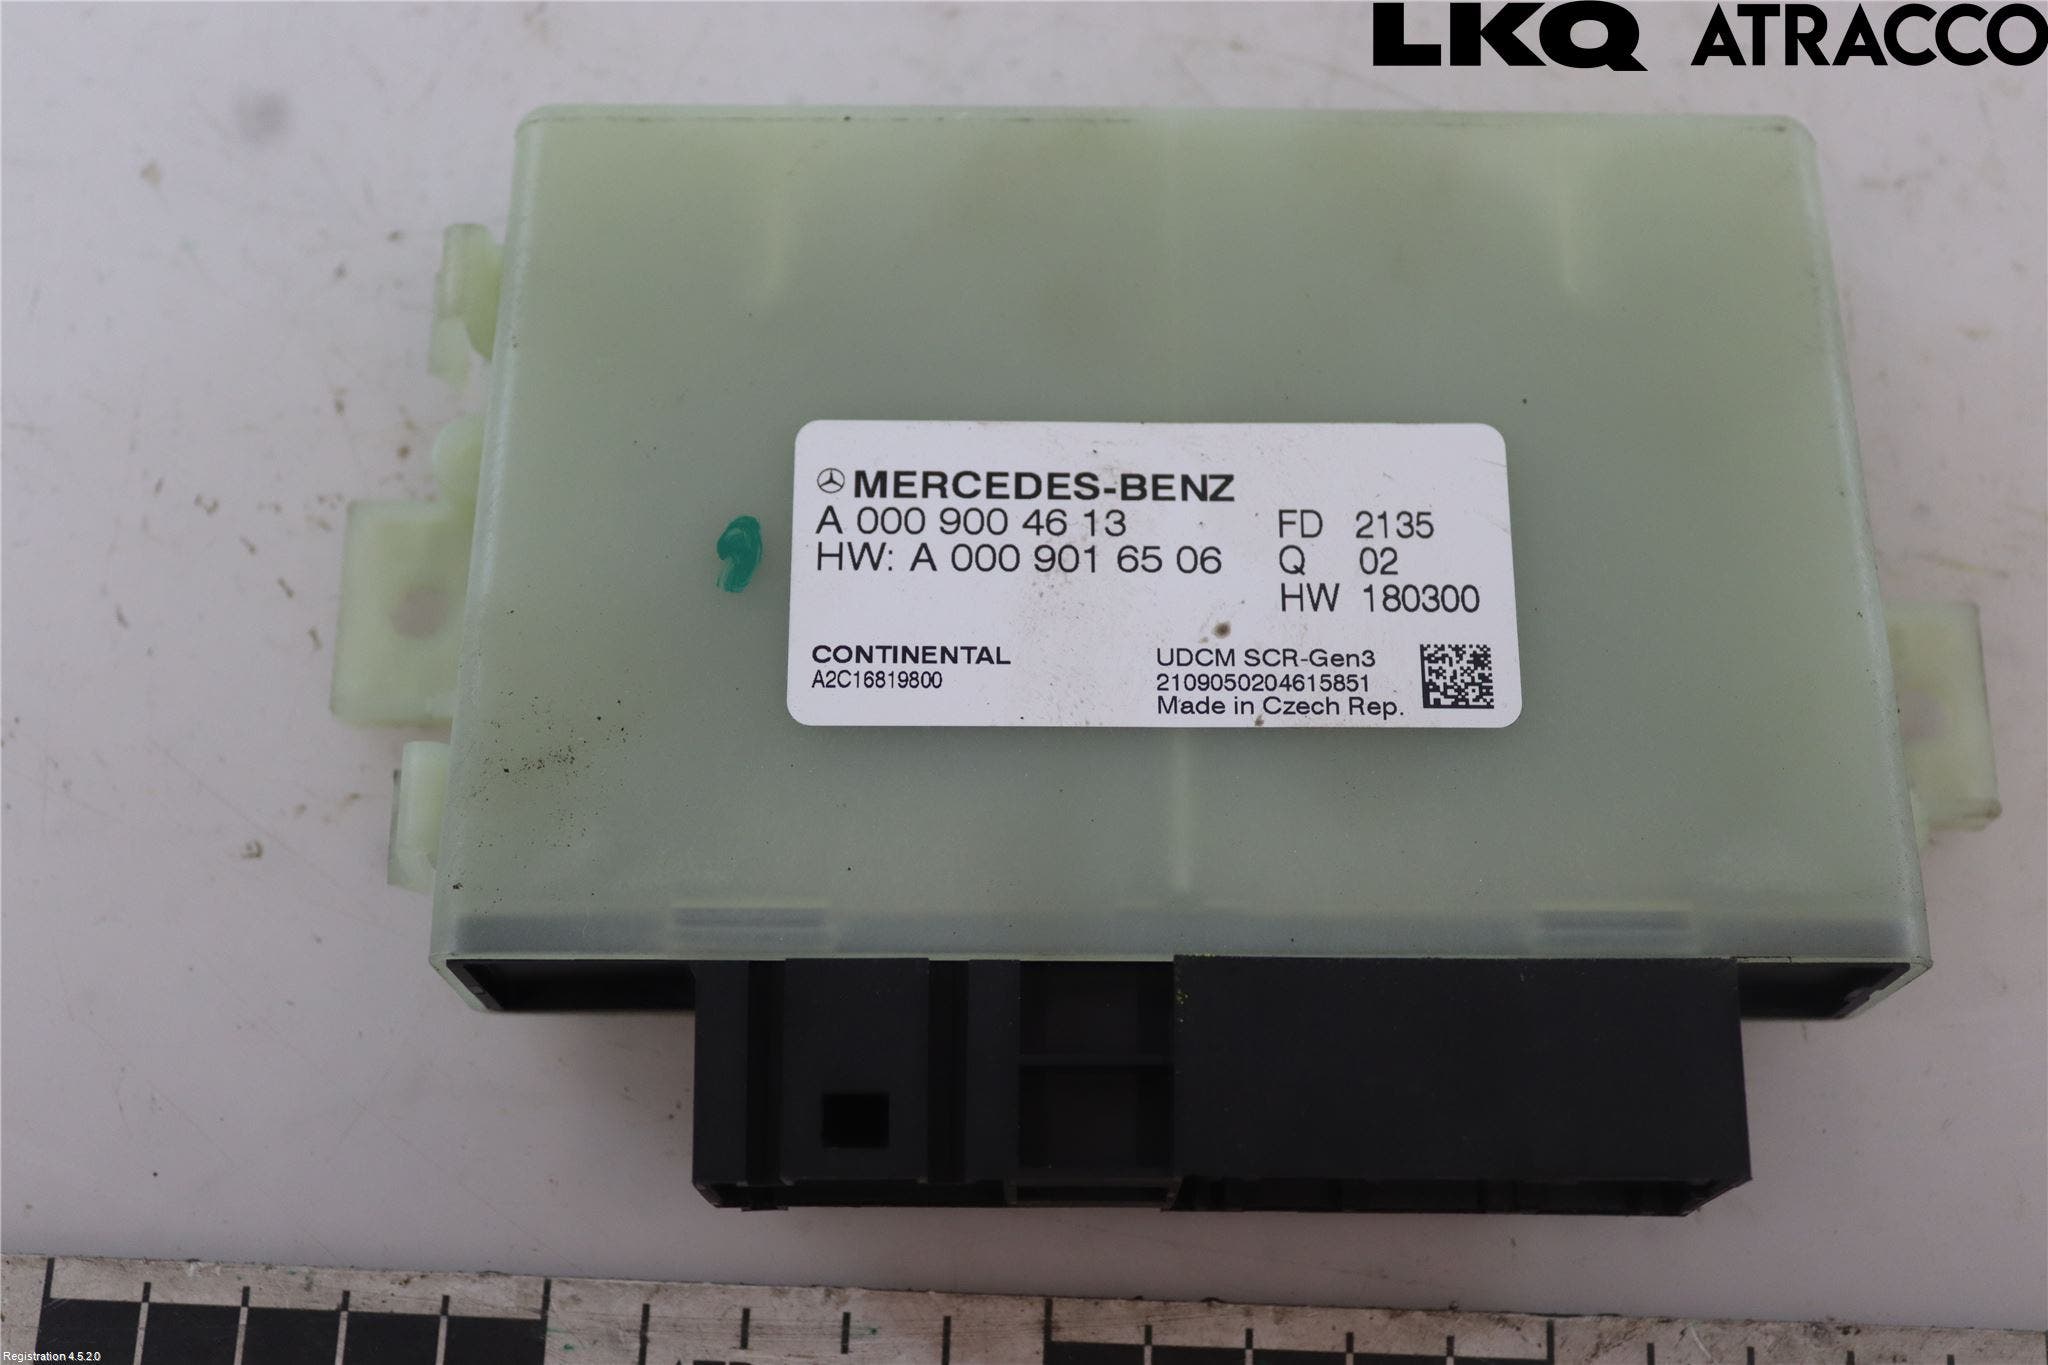 LKQ ATRACCO
MERCEDES-BENZ
A 000 900 46 13 FD 2135
HW: A 000 901 65 06 Q 02
HW 180300
CONTINENTAL UDCM SCR-Gen3
A2C16819800 2109050204615851
Made in Czech Rep.
Registration 4.5.2.0